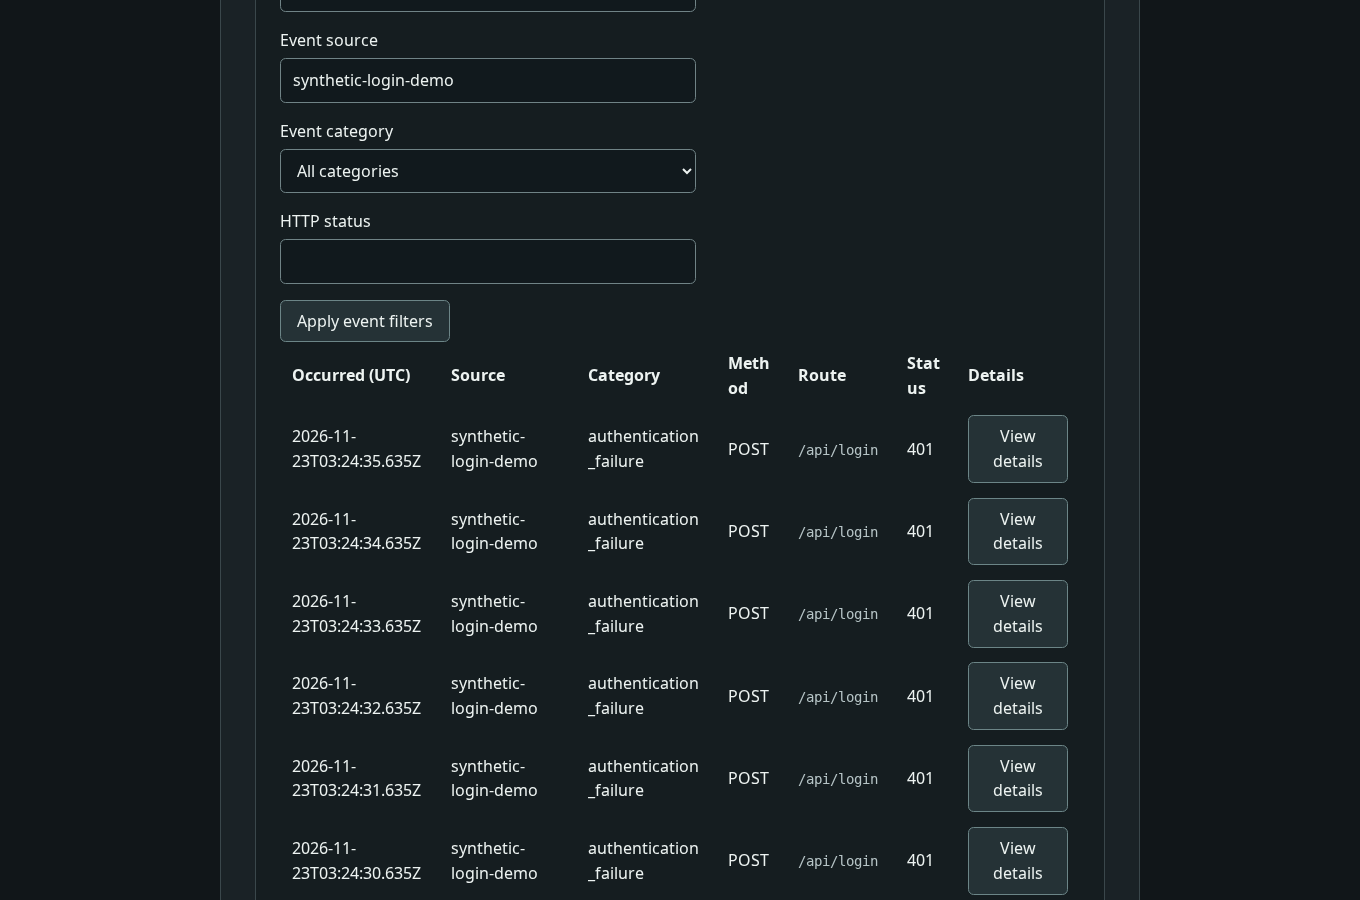 Event source
synthetic-login-demo
Event category
All categories
HTTP status
Apply event filters
Occurred (UTC) Source Category Meth Route Stat Details
od us
2026-11- synthetic- authentication POST /api/login 401 View
23T03:24:35.635Z login-demo _failure details
2026-11- synthetic- authentication POST /api/login 401 View
23T03:24:34.635Z login-demo _failure details
2026-11- synthetic- authentication POST /api/login 401 View
23T03:24:33.635Z login-demo _failure details
2026-11- synthetic- authentication POST /api/login 401 View
23T03:24:32.635Z login-demo _failure details
2026-11- synthetic- authentication POST /api/login 401 View
23T03:24:31.635Z login-demo _failure details
2026-11- synthetic- authentication POST /api/login 401 View
23T03:24:30.635Z login-demo _failure details